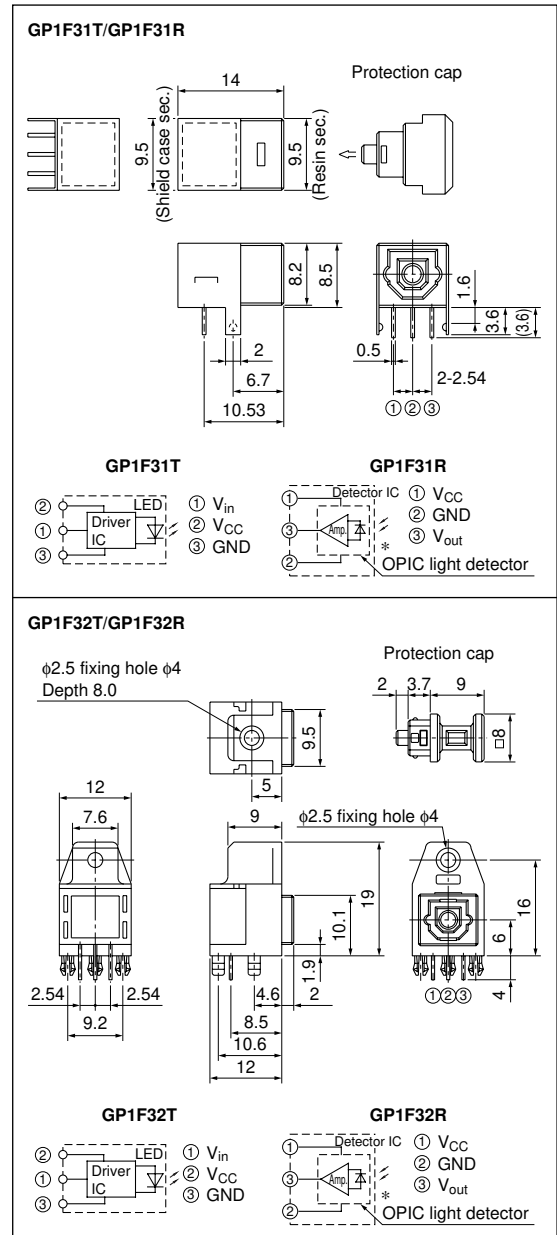 GP1F31T/GP1F31R
14
Protection cap
9.5
(Shield case sec.)
9.5
(Resin sec.)
8.2
8.5
1.6
3.6
(3.6)
2
6.7
10.53
0.5
2-2.54
① ② ③
GP1F31T
② LED
① Driver IC
③
① Vin
② VCC
③ GND
GP1F31R
① Detector IC
③ Amp.
②
*
① VCC
② GND
③ Vout
OPIC light detector
GP1F32T/GP1F32R
ϕ2.5 fixing hole ϕ4
Depth 8.0
Protection cap
2 3.7 9
□8
9.5
5
12
7.6
9
ϕ2.5 fixing hole ϕ4
19
10.1
1.9
16
6
4
2.54 2.54
9.2
4.6 2
8.5
10.6
12
①②③
GP1F32T
② LED
① Driver IC
③
① Vin
② VCC
③ GND
GP1F32R
① Detector IC
③ Amp.
②
*
① VCC
② GND
③ Vout
OPIC light detector